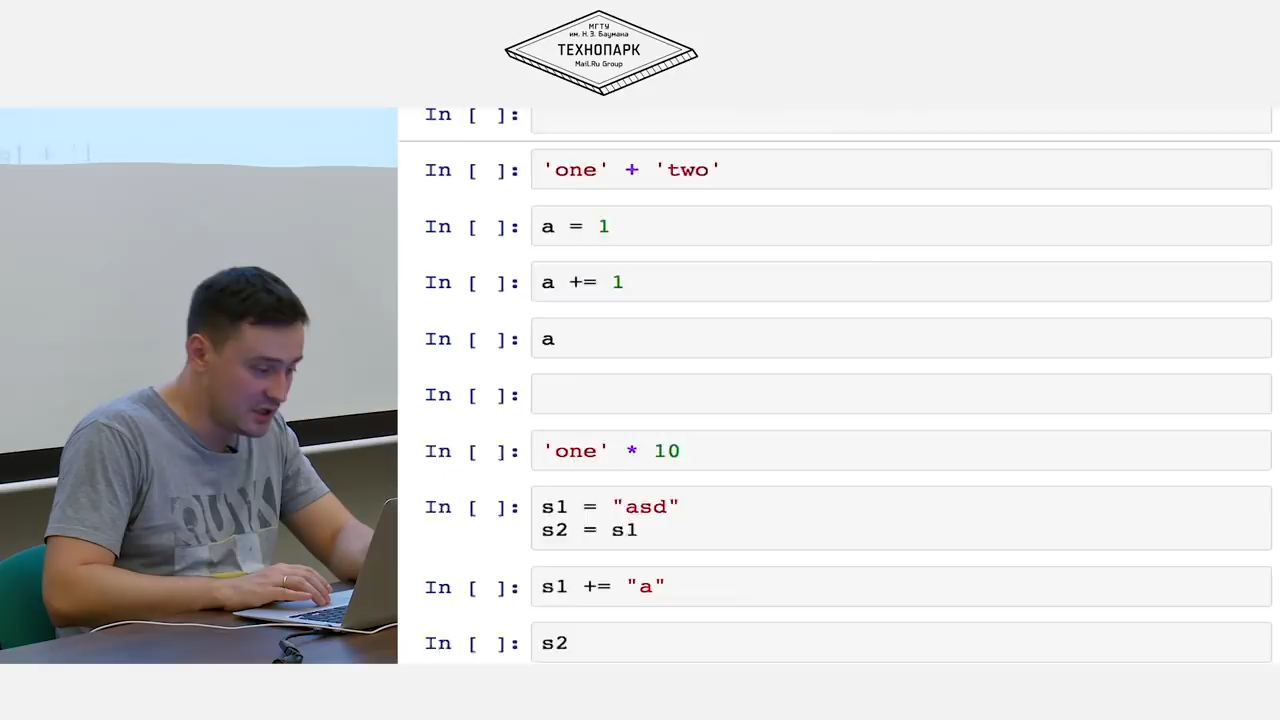 МГТУ
им. Н.Э. Баумана
ТЕХНОПАРК
Mail.Ru Group
In [ ]:
In [ ]: 'one' + 'two'
In [ ]: a = 1
In [ ]: a += 1
In [ ]: a
In [ ]:
In [ ]: 'one' * 10
In [ ]: s1 = "asd"
s2 = s1
In [ ]: s1 += "a"
In [ ]: s2